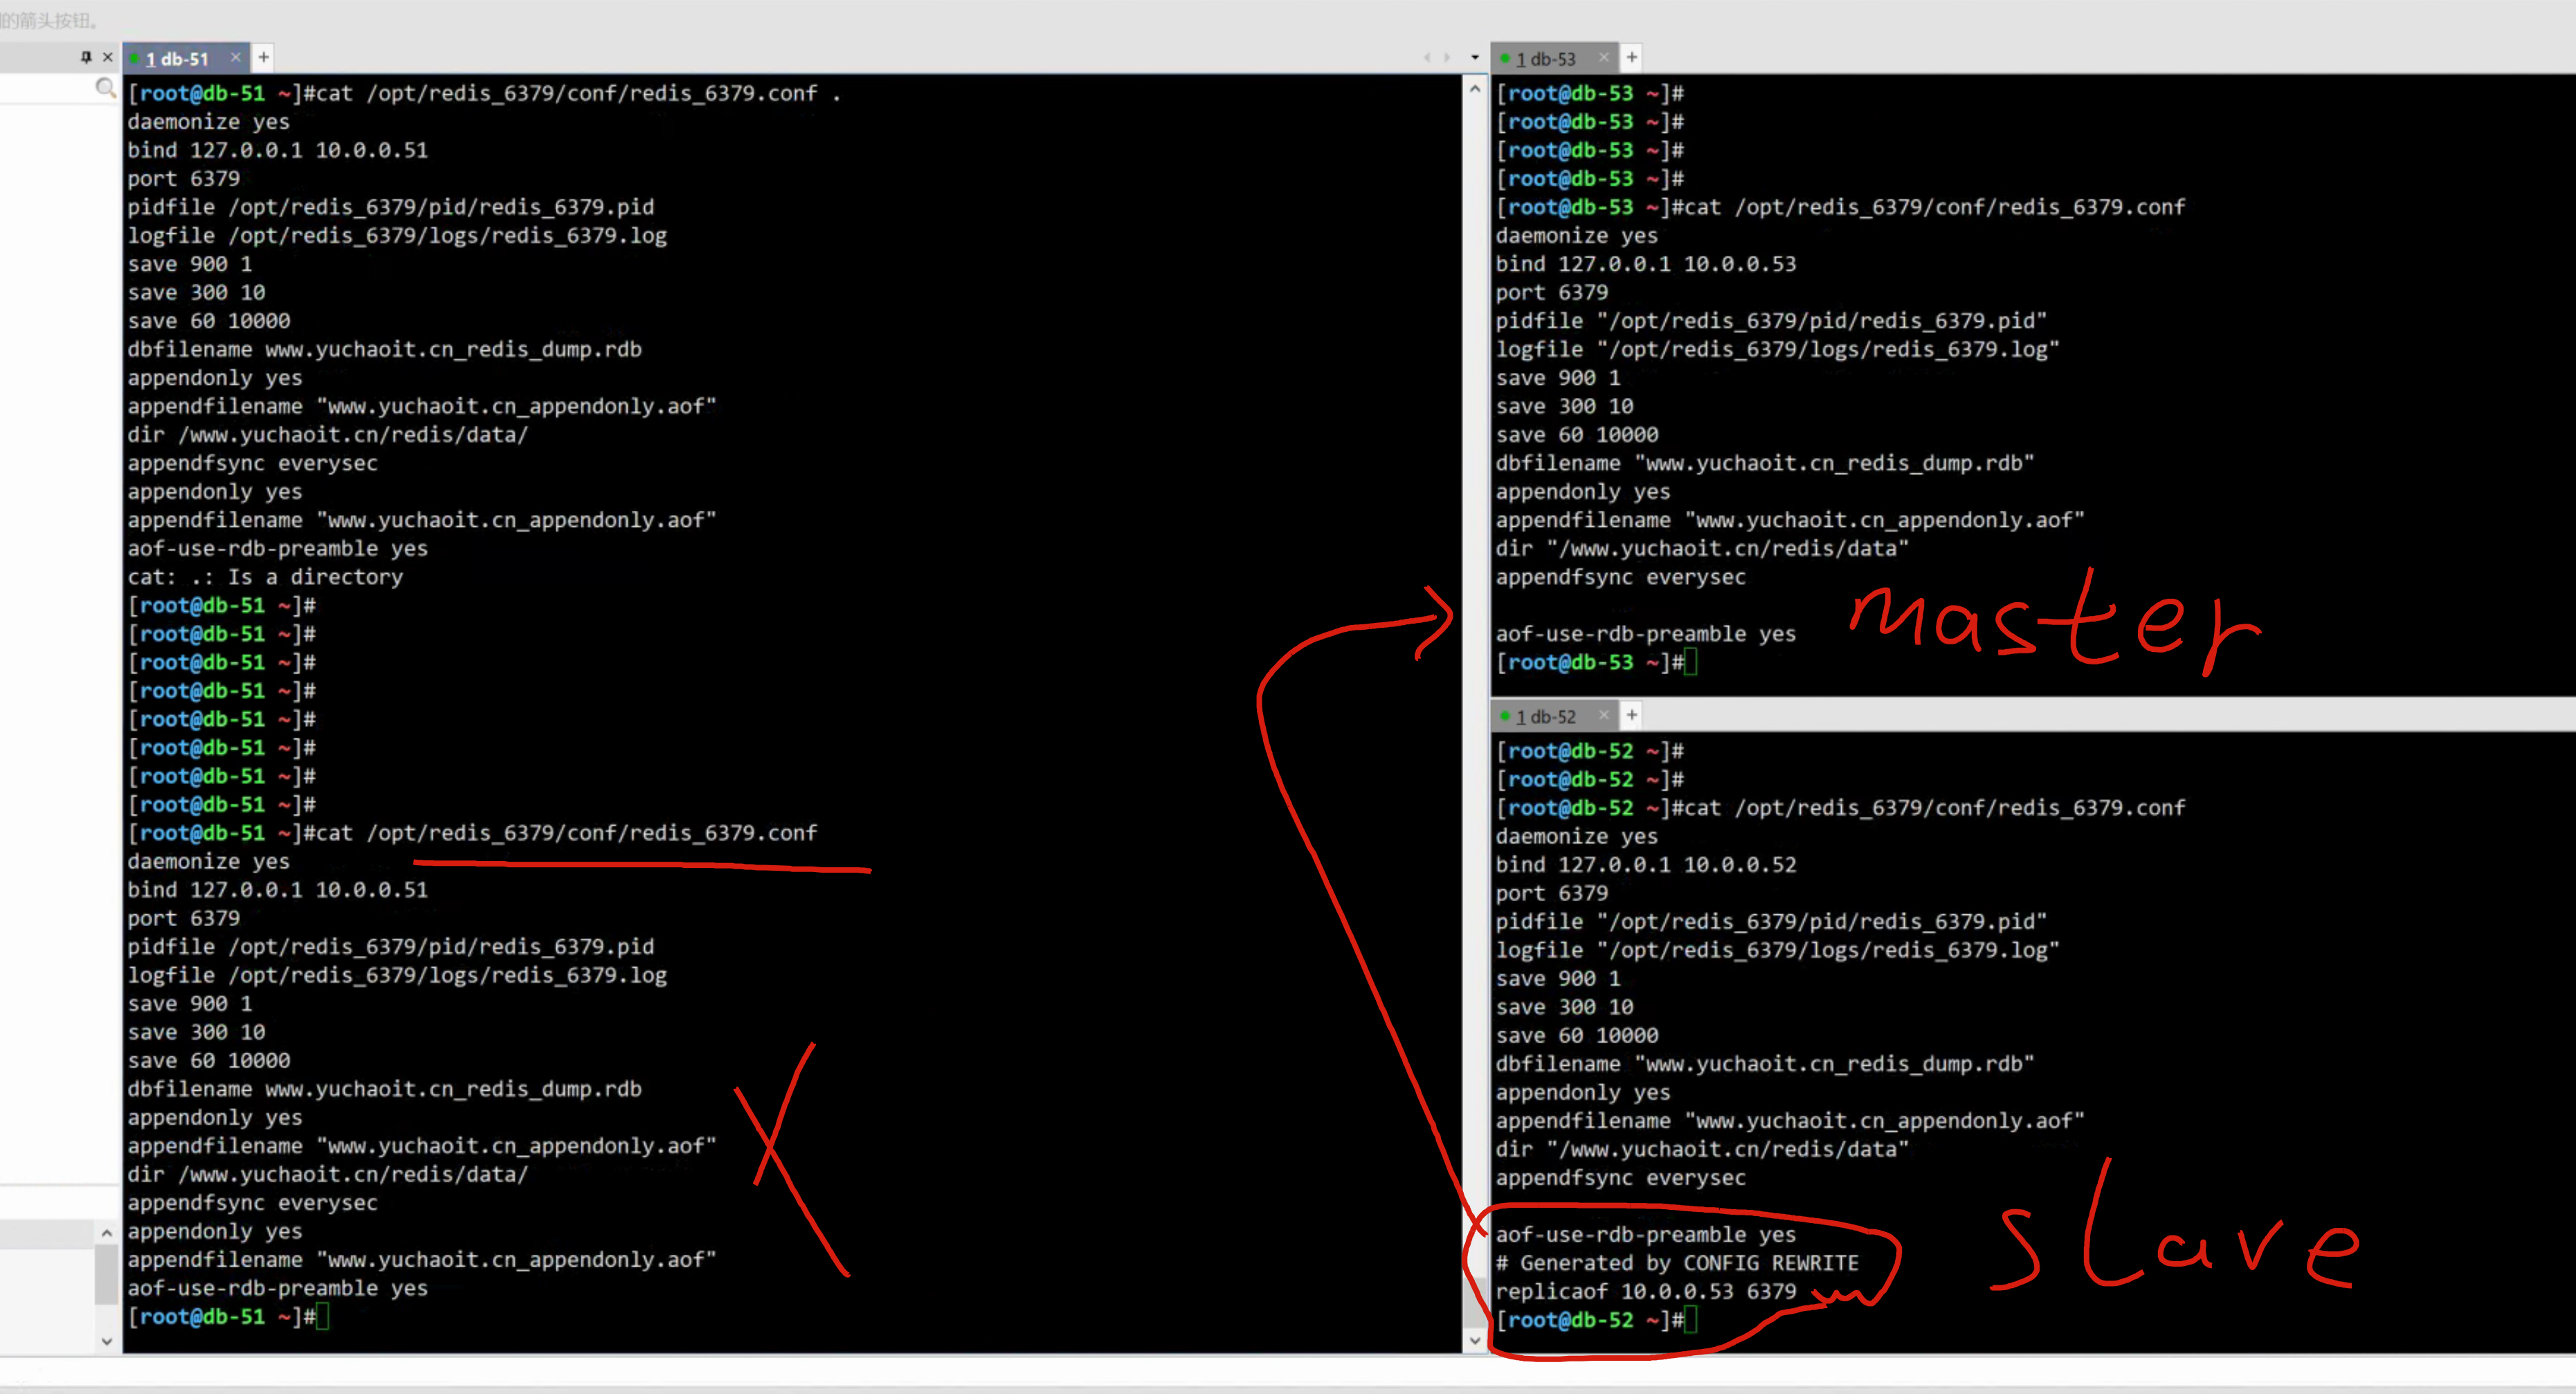 的箭头按钮。
1 db-51
[root@db-51 ~]#cat /opt/redis_6379/conf/redis_6379.conf .
daemonize yes
bind 127.0.0.1 10.0.0.51
port 6379
pidfile /opt/redis_6379/pid/redis_6379.pid
logfile /opt/redis_6379/logs/redis_6379.log
save 900 1
save 300 10
save 60 10000
dbfilename www.yuchaoit.cn_redis_dump.rdb
appendonly yes
appendfilename "www.yuchaoit.cn_appendonly.aof"
dir /www.yuchaoit.cn/redis/data/
appendfsync everysec
appendonly yes
appendfilename "www.yuchaoit.cn_appendonly.aof"
aof-use-rdb-preamble yes
cat: .: Is a directory
[root@db-51 ~]#
[root@db-51 ~]#
[root@db-51 ~]#
[root@db-51 ~]#
[root@db-51 ~]#
[root@db-51 ~]#
[root@db-51 ~]#
[root@db-51 ~]#
[root@db-51 ~]#cat /opt/redis_6379/conf/redis_6379.conf
daemonize yes
bind 127.0.0.1 10.0.0.51
port 6379
pidfile /opt/redis_6379/pid/redis_6379.pid
logfile /opt/redis_6379/logs/redis_6379.log
save 900 1
save 300 10
save 60 10000
dbfilename www.yuchaoit.cn_redis_dump.rdb
appendonly yes
appendfilename "www.yuchaoit.cn_appendonly.aof"
dir /www.yuchaoit.cn/redis/data/
appendfsync everysec
appendonly yes
appendfilename "www.yuchaoit.cn_appendonly.aof"
aof-use-rdb-preamble yes
[root@db-51 ~]#
1 db-53
[root@db-53 ~]#
[root@db-53 ~]#
[root@db-53 ~]#
[root@db-53 ~]#
[root@db-53 ~]#cat /opt/redis_6379/conf/redis_6379.conf
daemonize yes
bind 127.0.0.1 10.0.0.53
port 6379
pidfile "/opt/redis_6379/pid/redis_6379.pid"
logfile "/opt/redis_6379/logs/redis_6379.log"
save 900 1
save 300 10
save 60 10000
dbfilename "www.yuchaoit.cn_redis_dump.rdb"
appendonly yes
appendfilename "www.yuchaoit.cn_appendonly.aof"
dir "/www.yuchaoit.cn/redis/data"
appendfsync everysec
aof-use-rdb-preamble yes
master
[root@db-53 ~]#
1 db-52
[root@db-52 ~]#
[root@db-52 ~]#
[root@db-52 ~]#cat /opt/redis_6379/conf/redis_6379.conf
daemonize yes
bind 127.0.0.1 10.0.0.52
port 6379
pidfile "/opt/redis_6379/pid/redis_6379.pid"
logfile "/opt/redis_6379/logs/redis_6379.log"
save 900 1
save 300 10
save 60 10000
dbfilename "www.yuchaoit.cn_redis_dump.rdb"
appendonly yes
appendfilename "www.yuchaoit.cn_appendonly.aof"
dir "/www.yuchaoit.cn/redis/data"
appendfsync everysec
aof-use-rdb-preamble yes
# Generated by CONFIG REWRITE
replicaof 10.0.0.53 6379
slave
[root@db-52 ~]#